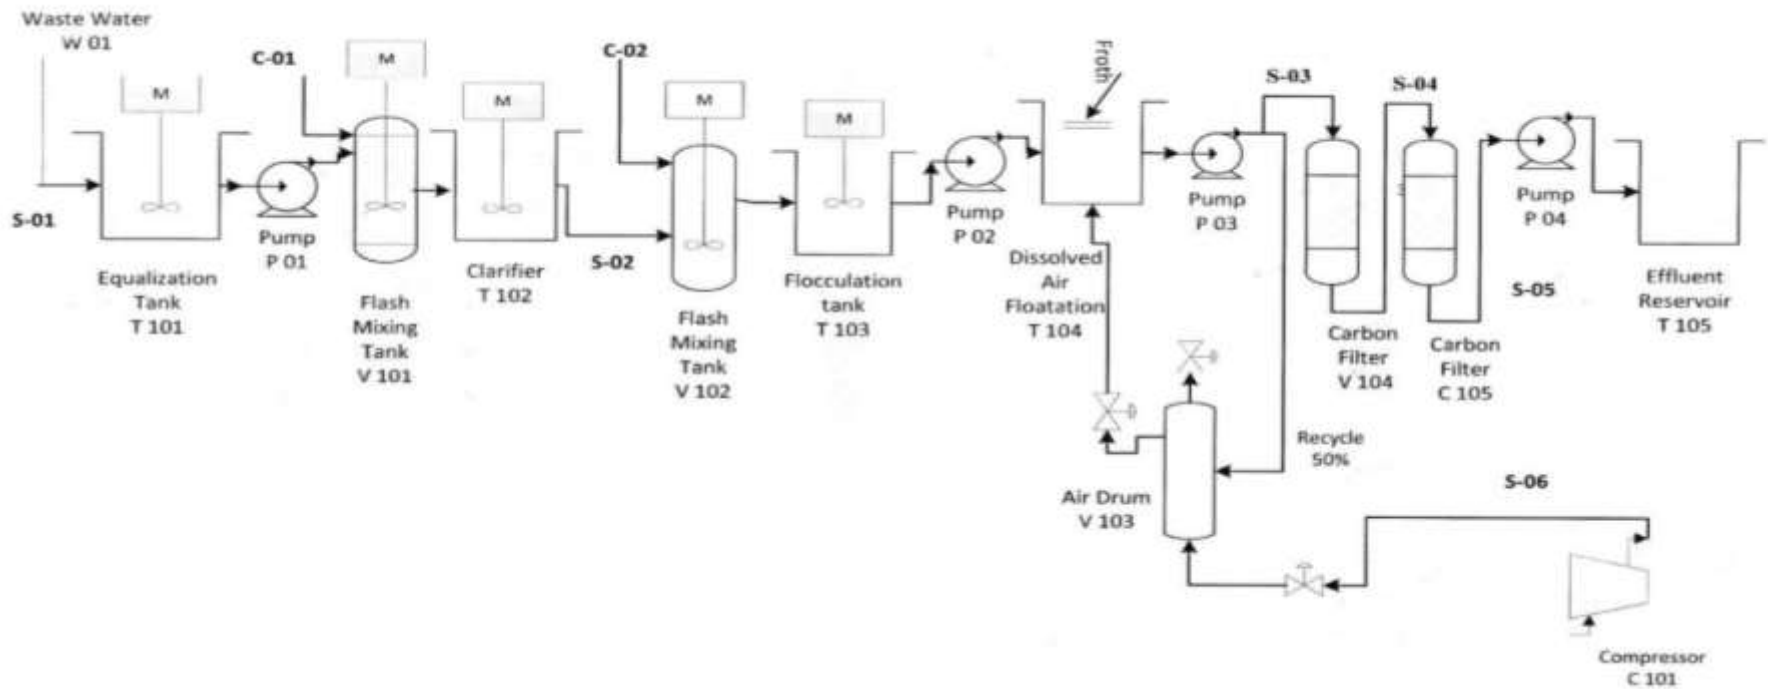 Waste Water
W 01
S-01
M
Equalization
Tank
T 101
Pump
P 01
C-01
M
Flash
Mixing
Tank
V 101
M
Clarifier
T 102
S-02
C-02
M
Flash
Mixing
Tank
V 102
M
Flocculation
tank
T 103
Pump
P 02
Froth
Dissolved
Air
Floatation
T 104
Pump
P 03
S-03
Carbon
Filter
V 104
S-04
Carbon
Filter
C 105
Pump
P 04
S-05
Effluent
Reservoir
T 105
Recycle
50%
Air Drum
V 103
S-06
Compressor
C 101